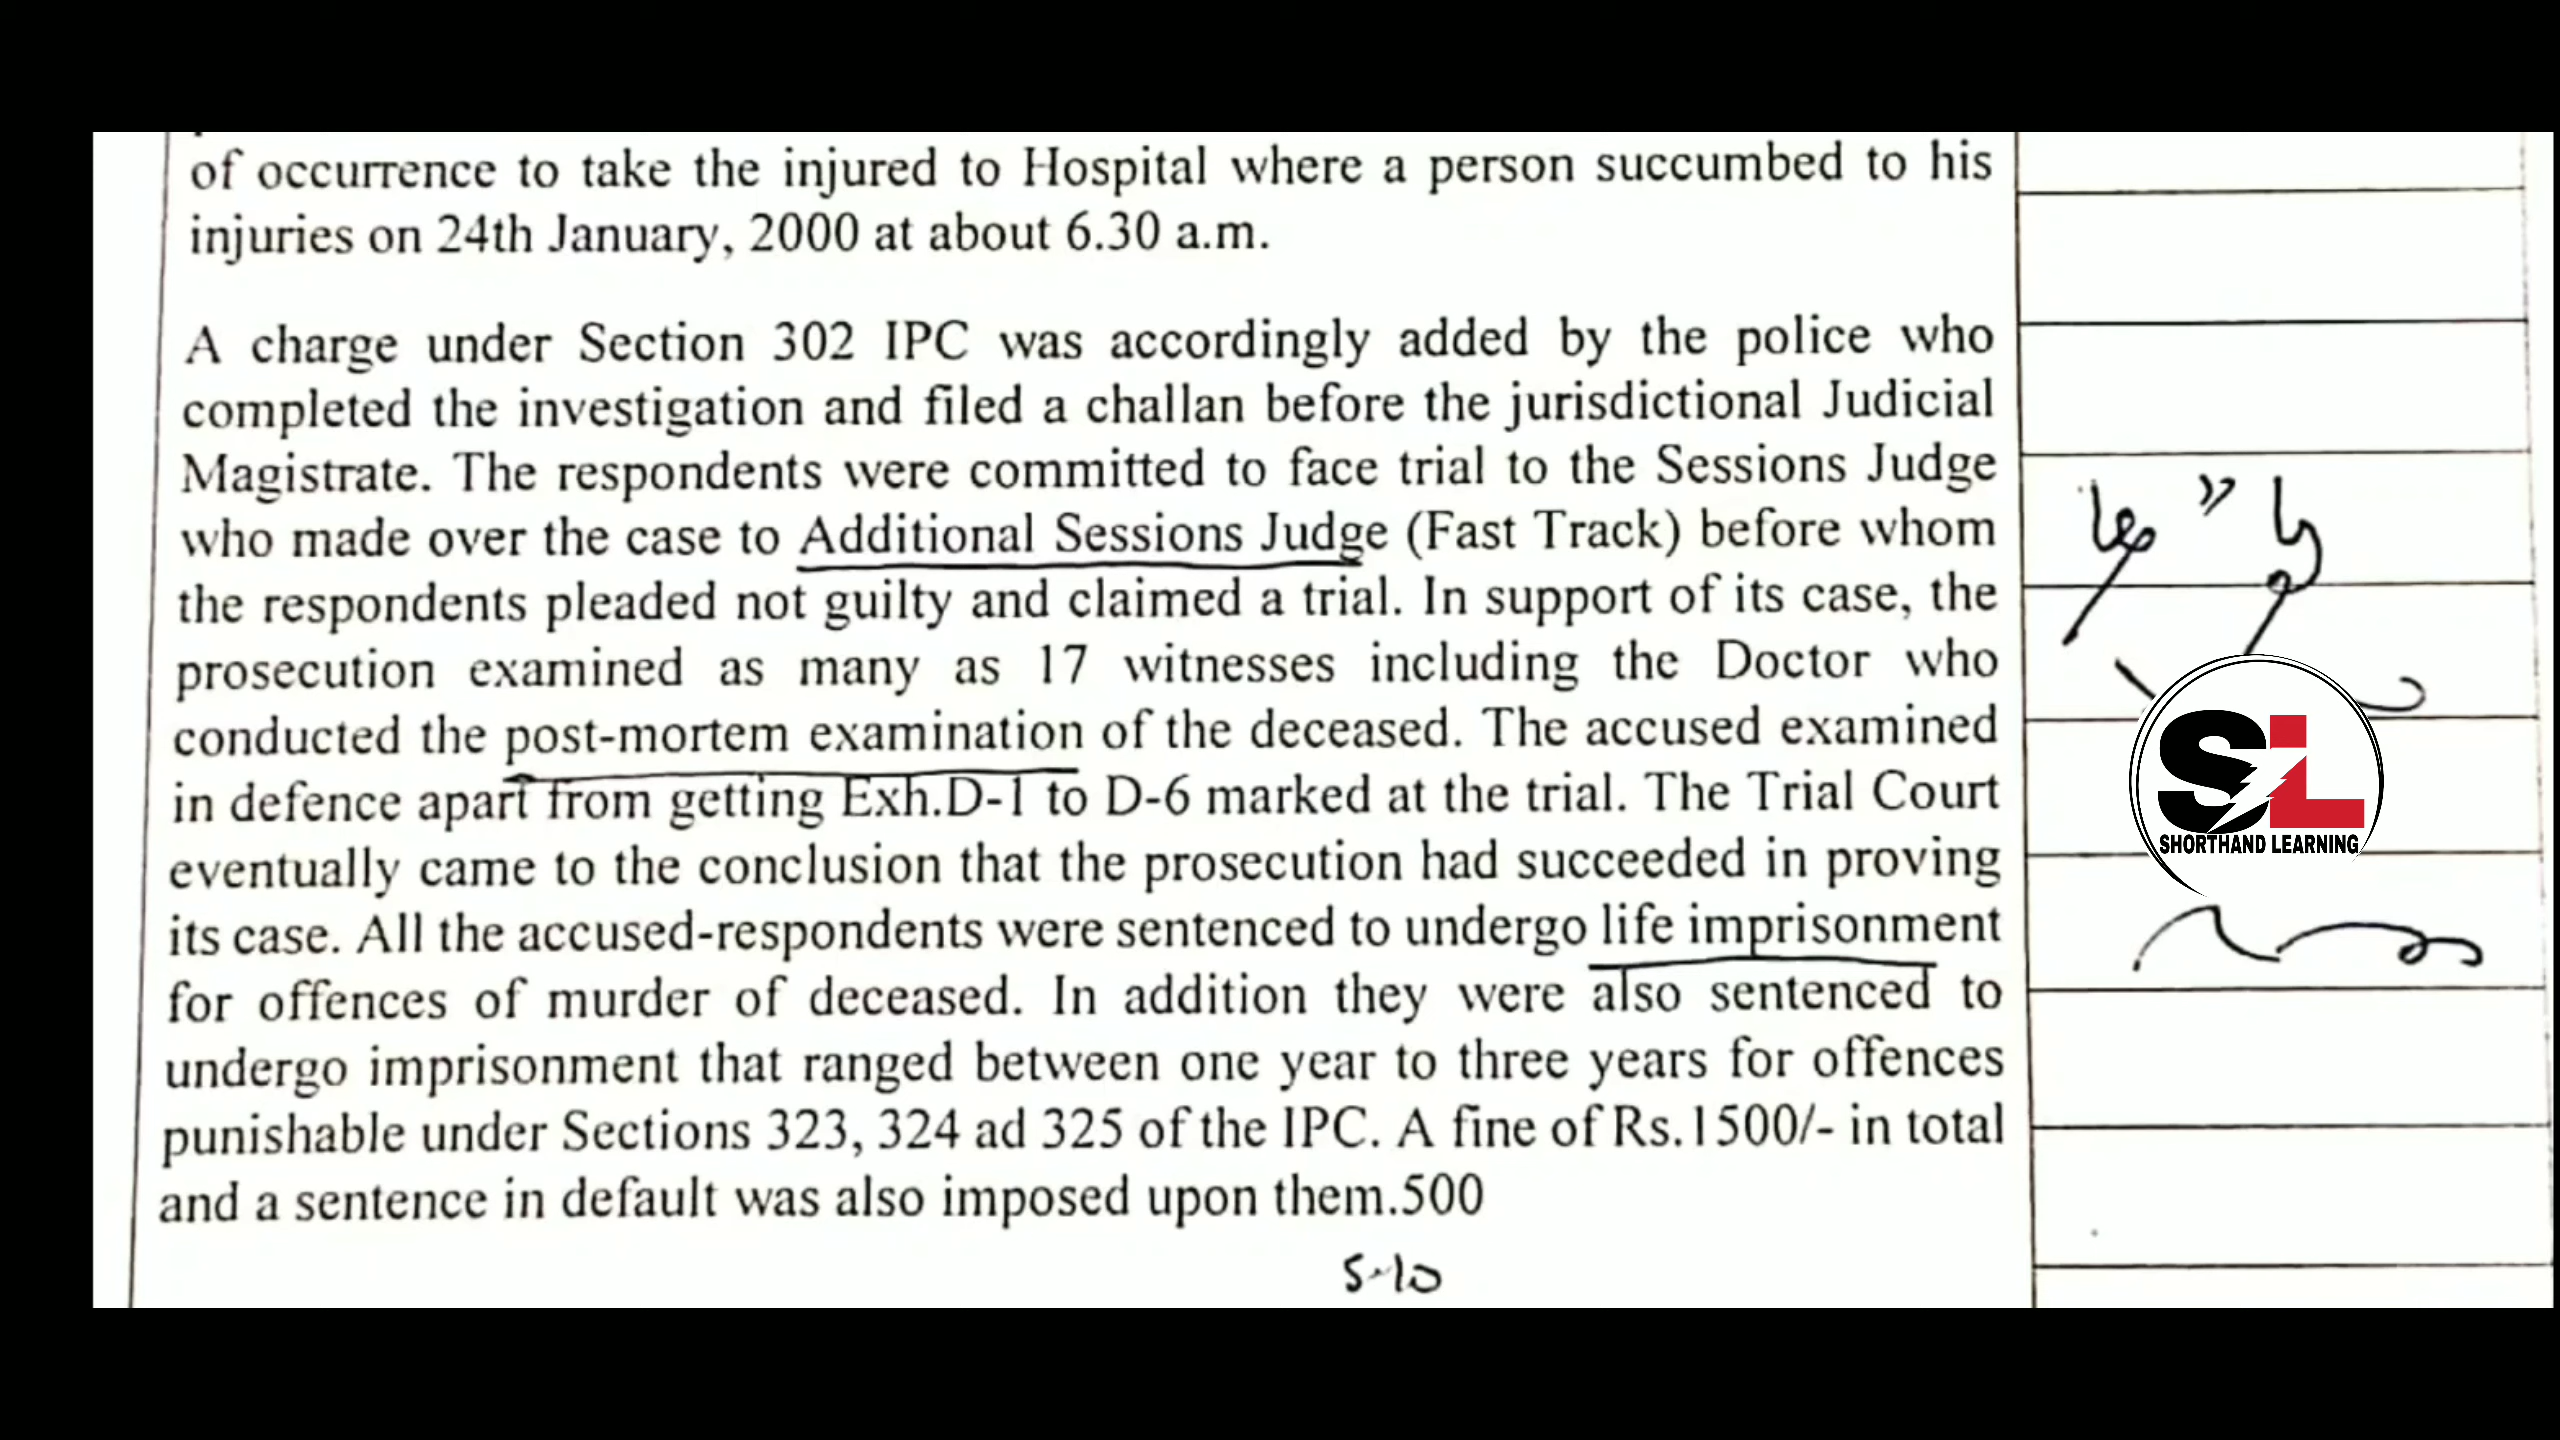 of occurrence to take the injured to Hospital where a person succumbed to his
injuries on 24th January, 2000 at about 6.30 a.m.
A charge under Section 302 IPC was accordingly added by the police who
completed the investigation and filed a challan before the jurisdictional Judicial
Magistrate. The respondents were committed to face trial to the Sessions Judge
who made over the case to Additional Sessions Judge (Fast Track) before whom
the respondents pleaded not guilty and claimed a trial. In support of its case, the
prosecution examined as many as 17 witnesses including the Doctor who
conducted the post-mortem examination of the deceased. The accused examined
in defence apart from getting Exh.D-1 to D-6 marked at the trial. The Trial Court
eventually came to the conclusion that the prosecution had succeeded in proving
its case. All the accused-respondents were sentenced to undergo life imprisonment
for offences of murder of deceased. In addition they were also sentenced to
undergo imprisonment that ranged between one year to three years for offences
punishable under Sections 323, 324 ad 325 of the IPC. A fine of Rs.1500/- in total
and a sentence in default was also imposed upon them.500
5-10
SL
SHORTHAND LEARNING